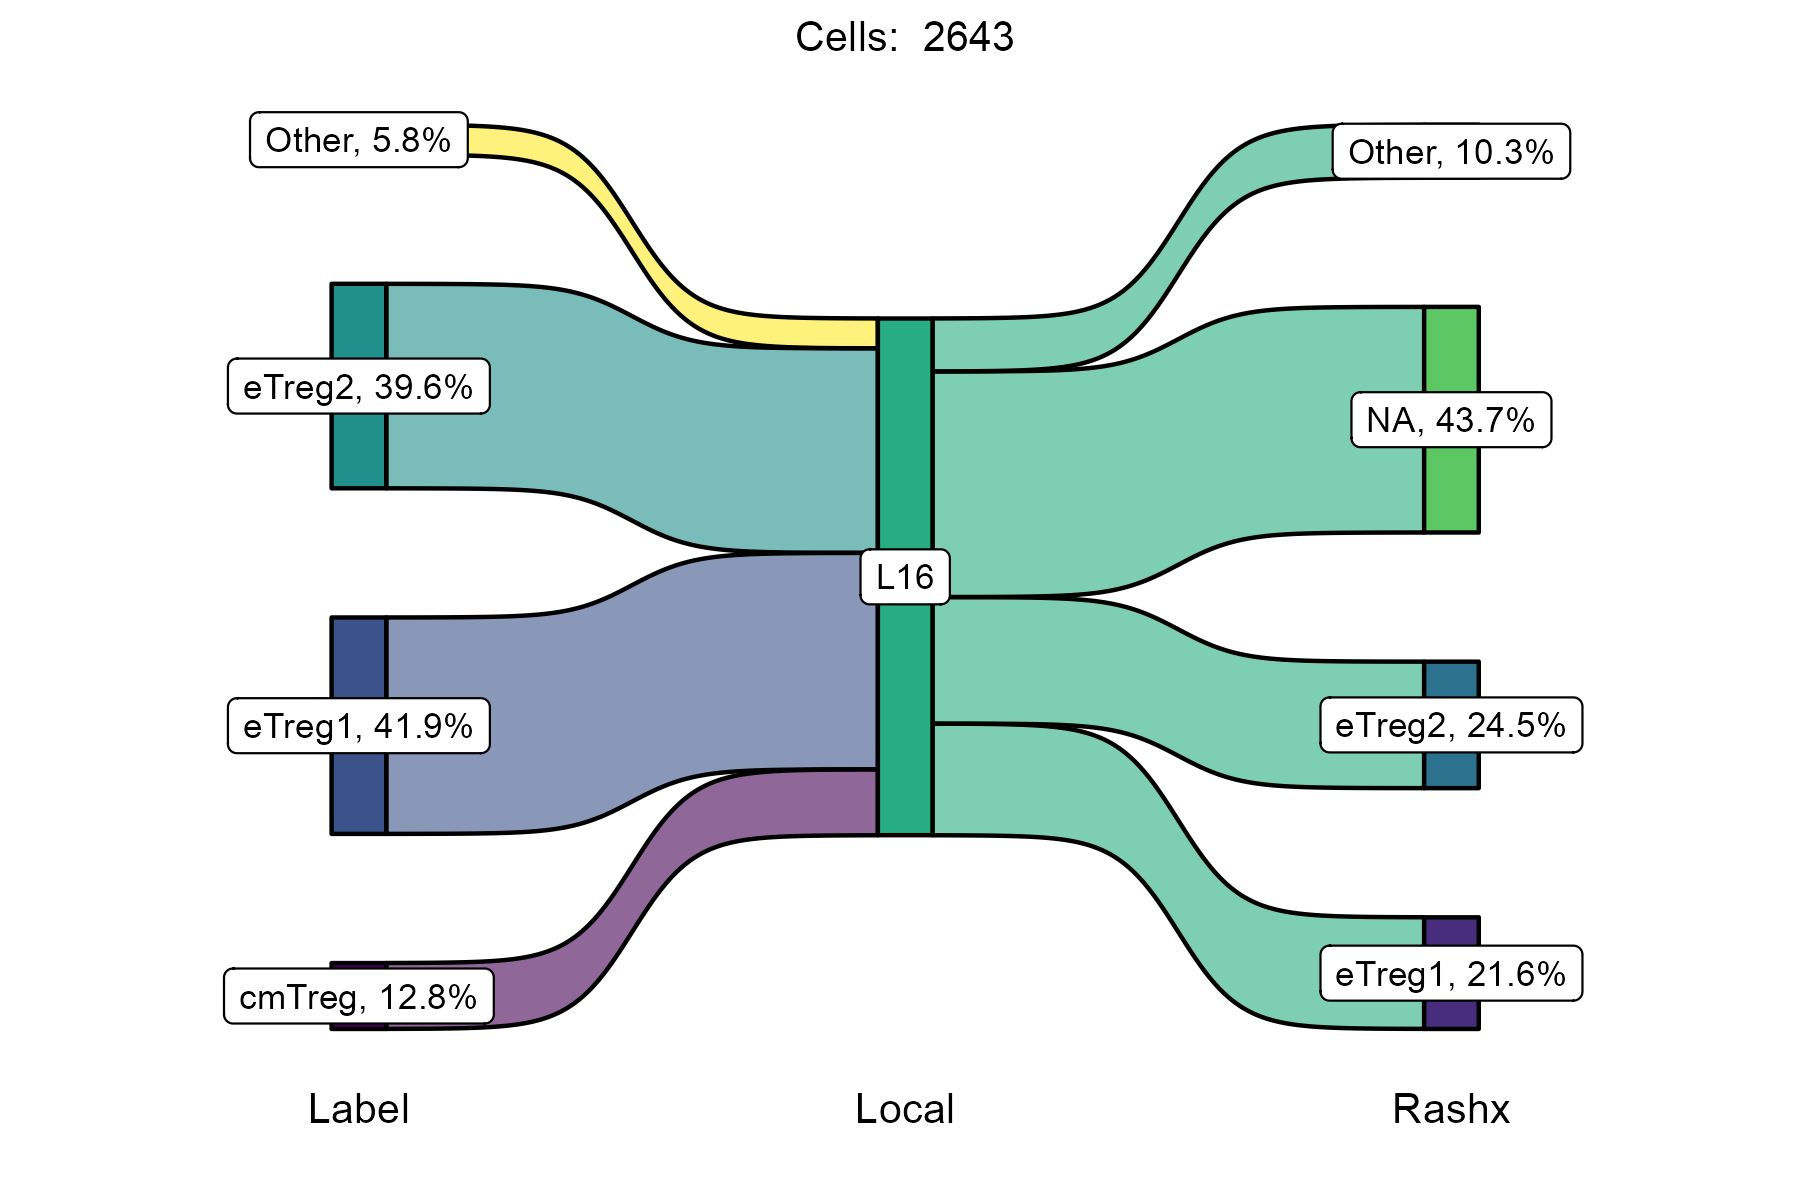 Cells:  2643
Other, 5.8%
Other, 10.3%
eTreg2, 39.6%
NA, 43.7%
L16
eTreg1, 41.9%
eTreg2, 24.5%
cmTreg, 12.8%
eTreg1, 21.6%
Label
Local
Rashx